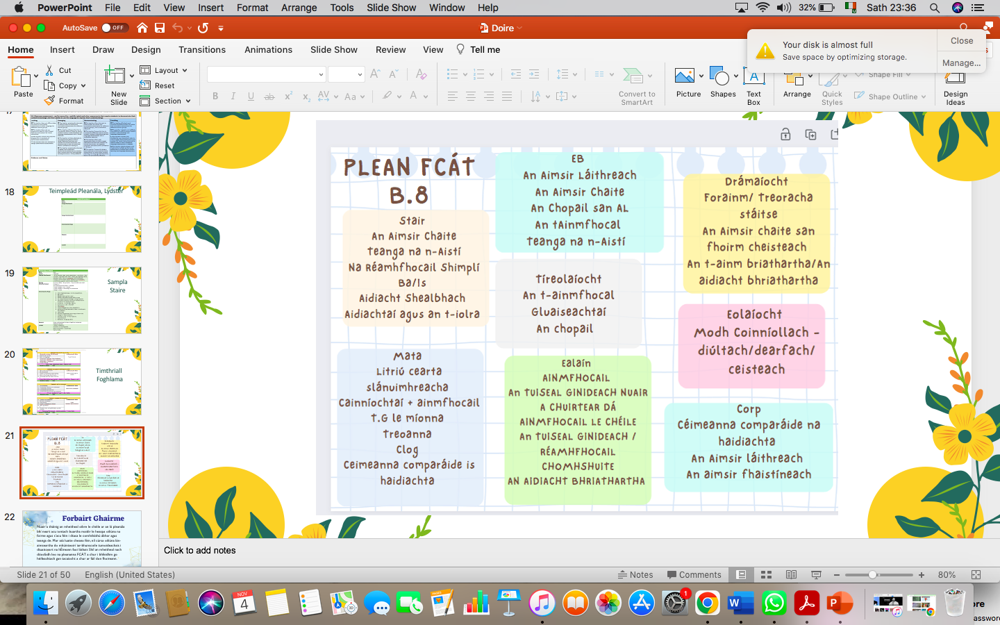 PowerPoint File Edit View Insert Format Arrange Tools Slide Show Window Help
32% Sath 23:36
AutoSave OFF
Doire
Your disk is almost full
Save space by optimizing storage.
Close
Manage...
Home Insert Draw Design Transitions Animations Slide Show Review View Tell me
Paste
Cut
Copy
Format
New
Slide
Layout
Reset
Section
Convert to
SmartArt
Picture
Shapes
Text
Box
Arrange
Quick
Styles
Shape Fill
Shape Outline
Design
Ideas
17
18
Teimpléad Pleanála, Lydster
19
Sampla
Staire
20
Timthriall
Foghlama
21
22
Forbairt Ghairme
PLEAN FCÁT
B.8
Stair
An Aimsir Chaite
Teanga na n-Aistí
Na Réamhfhocail Shimplí
Ba/Is
Aidiacht Shealbhach
Aidiachtaí agus an t-iolra
Mata
Litriú cearta
slánuimhreacha
Cainníochtaí + ainmfhocail
T.G le míonna
Treoanna
Clog
Ceimeanna comparáide is
haidiachta
EB
An Aimsir Láithreach
An Aimsir Chaite
An Chopail san AL
An tAinmfhocal
Teanga na n-Aistí
Tíreolaíocht
An t-ainmfhocal
Gluaiseachtaí
An chopail
Ealaín
AINMFHOCAIL
An TUISEAL GINIDEACH NUAIR
A CHUIRTEAR DÁ
AINMFHOCAIL LE CHÉILE
An TUISEAL GINIDEACH /
RÉAMHFHOCAIL
CHOMHSHUITE
AN AIDIACHT BHRIATHARTHA
Drámaíocht
Forainm/ Treoracha
stáitse
An Aimsir chaite san
fhoirm cheisteach
An t-ainm briathartha/An
aidiacht bhriathartha
Eolaíocht
Modh Coinníollach -
diúltach/dearfach/
ceisteach
Corp
Céimeanna comparáide na
haidiachta
An Aimsir láithreach
An aimsir fhaistíneach
Click to add notes
Slide 21 of 50 English (United States) Notes Comments 80%
NOV
4
1